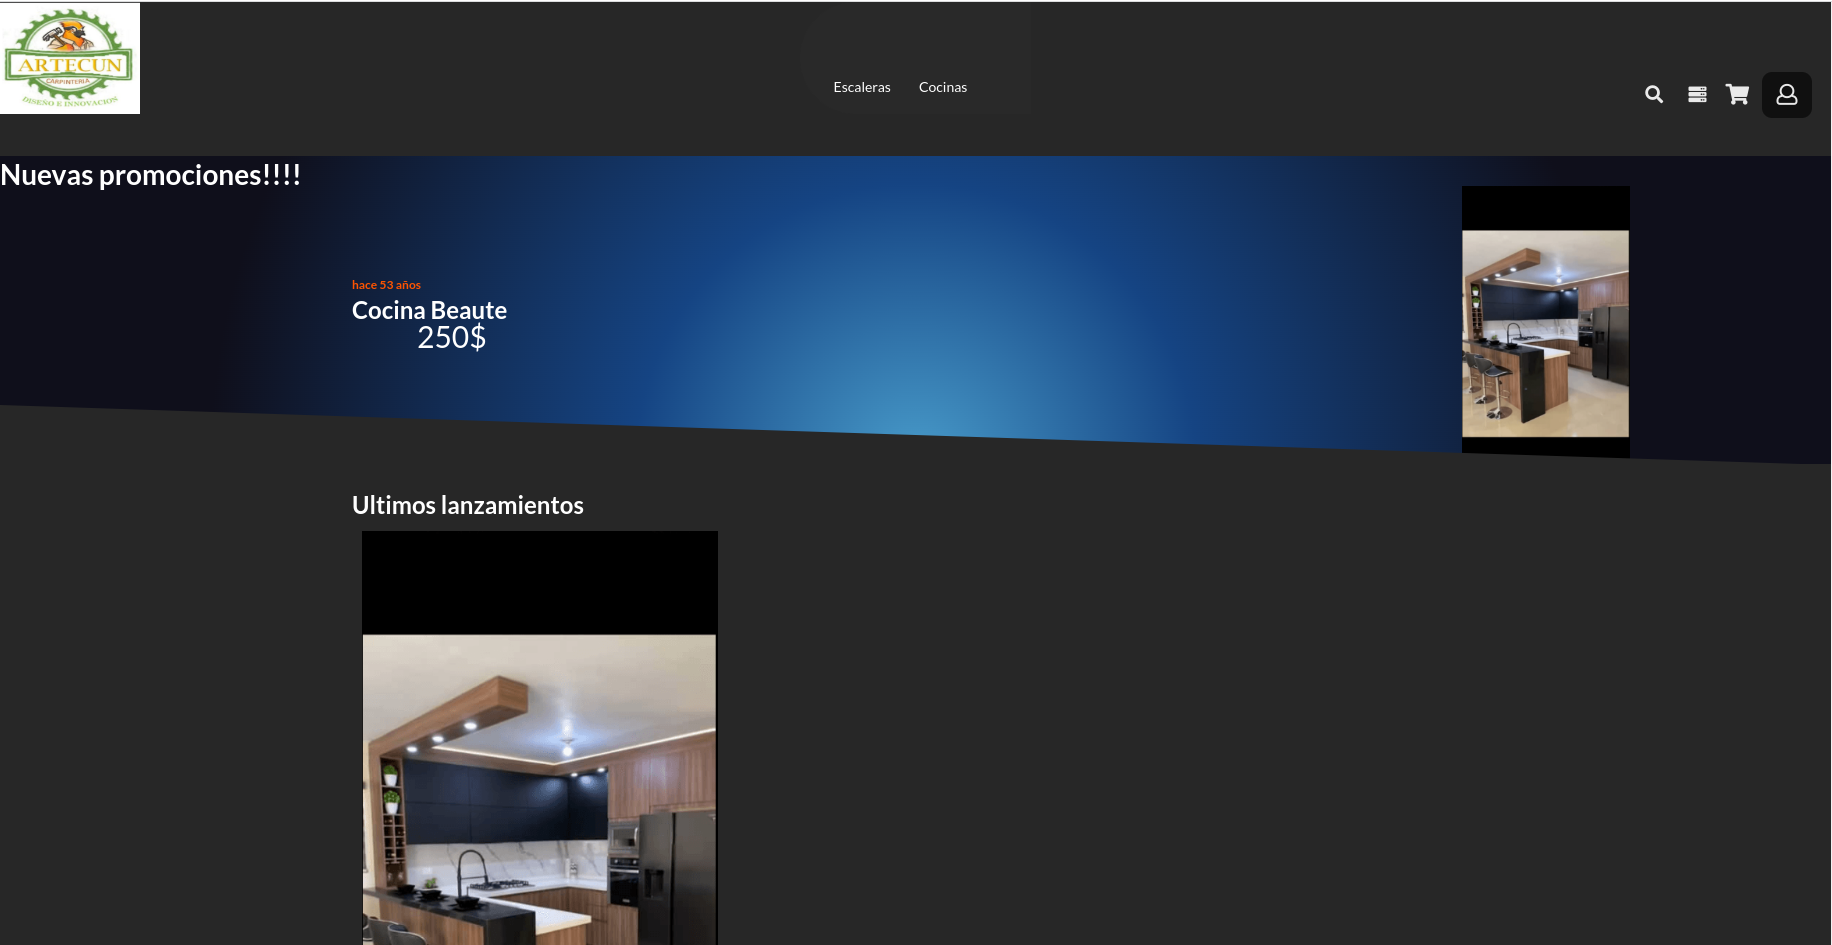 ARTECUN
CARPINTERIA
DISEÑO E INNOVACION
Escaleras
Cocinas
Nuevas promociones!!!!
hace 53 años
Cocina Beaute
250$
Ultimos lanzamientos